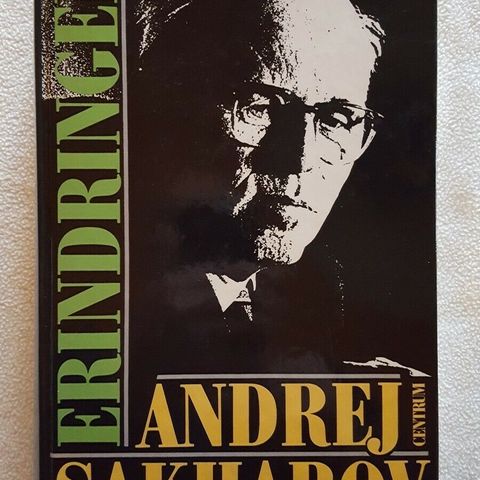 ERINDRINGE
ANDREJ
SAKHAROV
CENTRUM